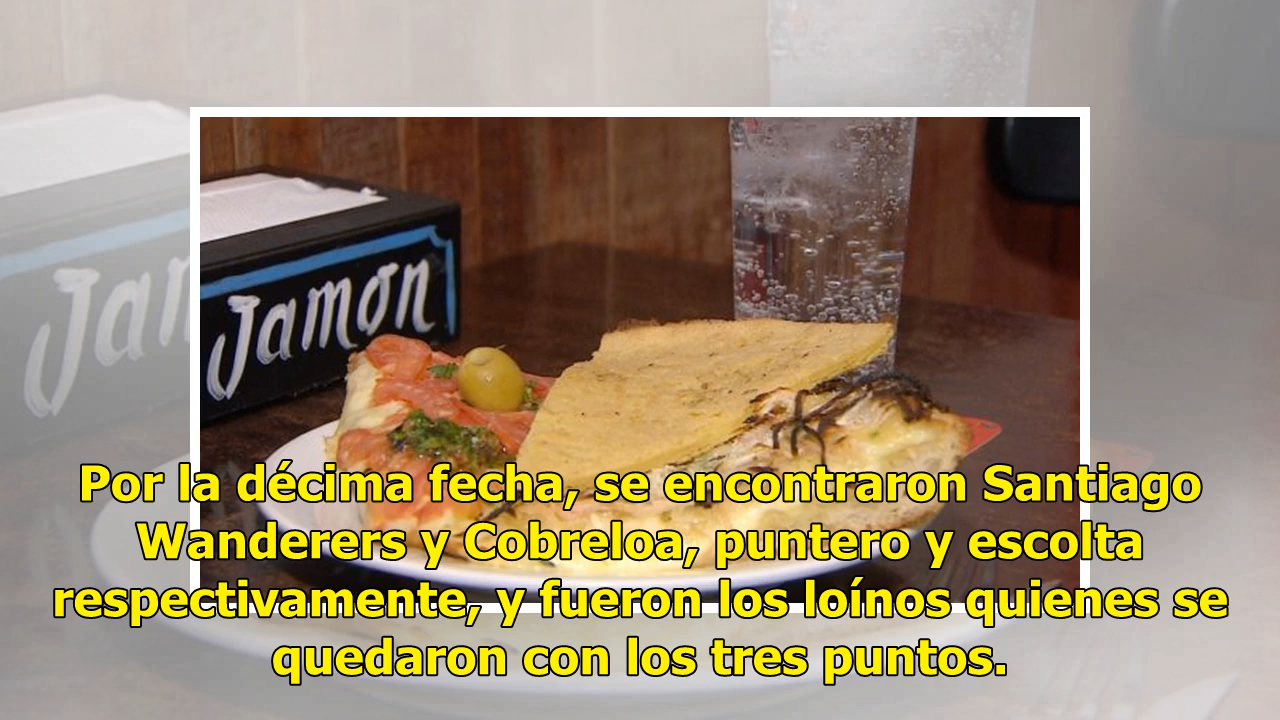 Jan
Jamon
Por la décima fecha, se encontraron Santiago
Wanderers y Cobreloa, puntero y escolta
respectivamente, y fueron los loínos quienes se
quedaron con los tres puntos.